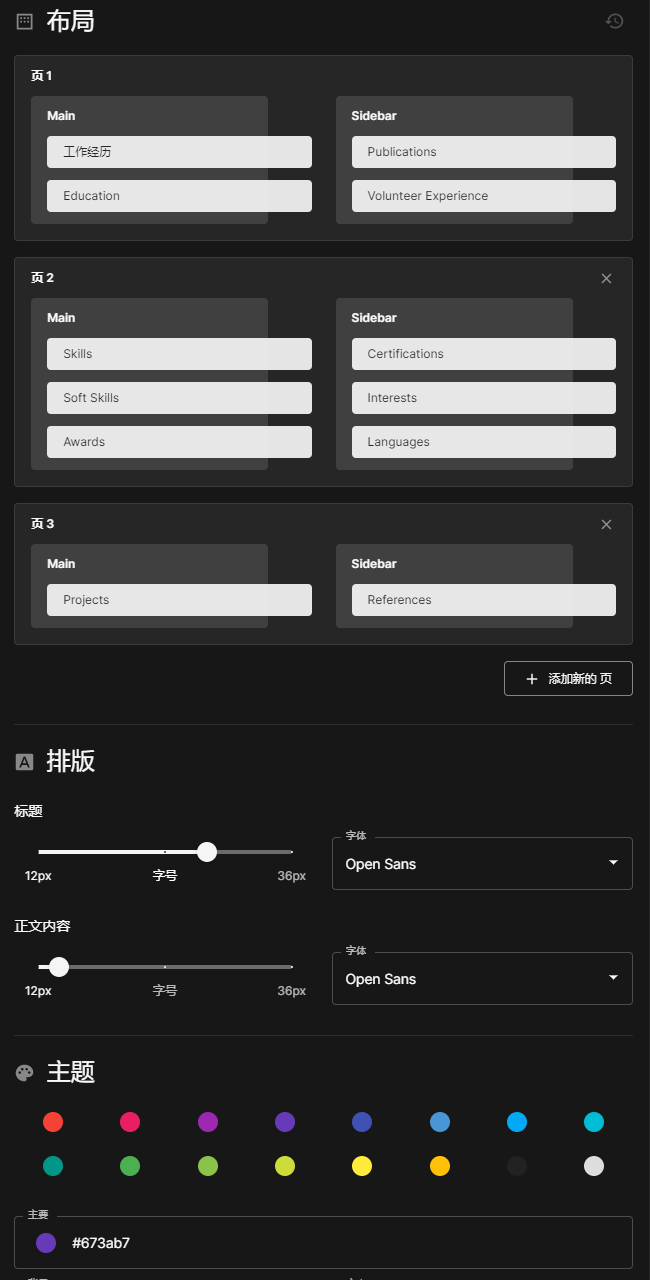 布局
页 1
Main
工作经历
Education
Sidebar
Publications
Volunteer Experience
页 2
Main
Skills
Soft Skills
Awards
Sidebar
Certifications
Interests
Languages
页 3
Main
Projects
Sidebar
References
添加新的 页
排版
标题
12px
字号
36px
字体
Open Sans
正文内容
12px
字号
36px
字体
Open Sans
主题
主要
#673ab7